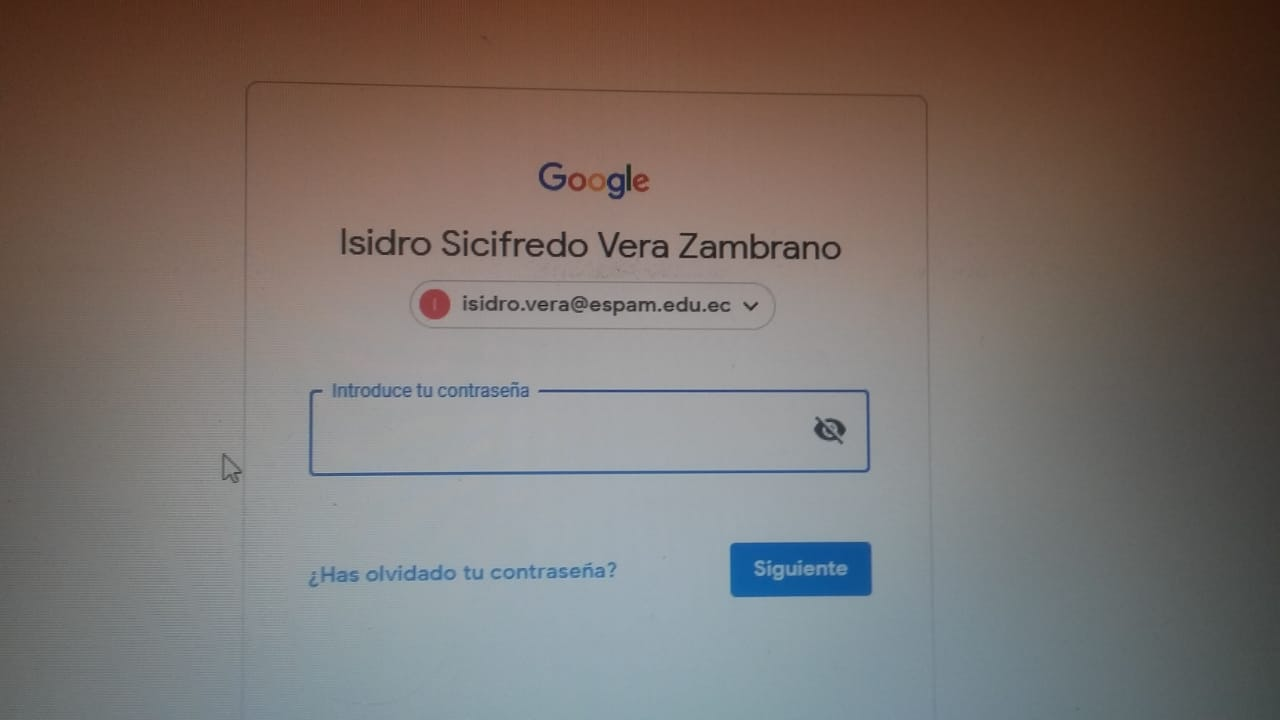 Google
Isidro Sicifredo Vera Zambrano
I
isidro.vera@espam.edu.ec
Introduce tu contraseña
¿Has olvidado tu contraseña?
Siguiente